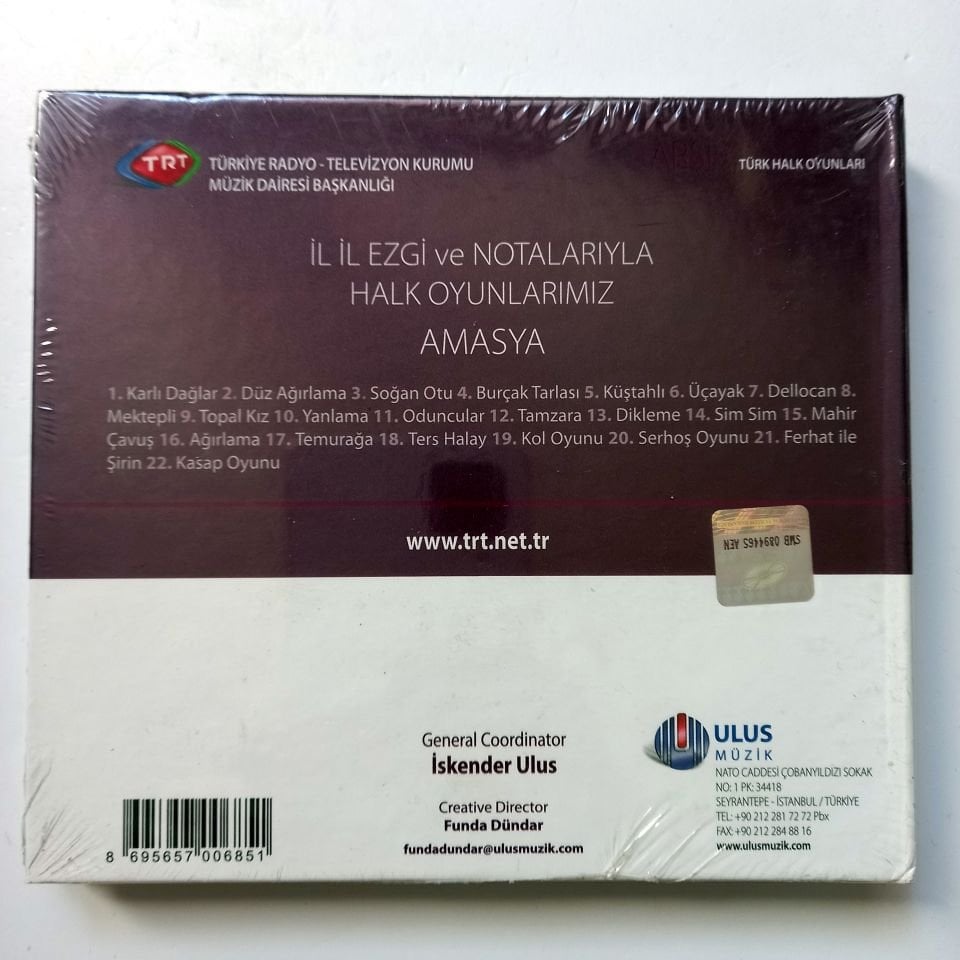 TRT
TÜRKİYE RADYO - TELEVİZYON KURUMU
MÜZİK DAİRESİ BAŞKANLIĞI
TÜRK HALK OYUNLARI
İL İL EZGİ ve NOTALARIYLA
HALK OYUNLARIMIZ
AMASYA
1. Karlı Dağlar 2. Düz Ağırlama 3. Soğan Otu 4. Burçak Tarlası 5. Küştahlı 6. Üçayak 7. Dellocan 8.
Mektepli 9. Topal Kız 10. Yanlama 11. Oduncular 12. Tamzara 13. Dikleme 14. Sim Sim 15. Mahir
Çavuş 16. Ağırlama 17. Temurağa 18. Ters Halay 19. Kol Oyunu 20. Serhoş Oyunu 21. Ferhat ile
Şirin 22. Kasap Oyunu
www.trt.net.tr
SMB 089446S AEN
General Coordinator
İskender Ulus
Creative Director
Funda Dündar
fundadundar@ulusmuzik.com
ULUS
MÜZİK
NATO CADDESİ ÇOBANYILDIZI SOKAK
NO: 1 PK: 34418
SEYRANTEPE - İSTANBUL / TÜRKİYE
TEL: +90 212 281 72 72 Pbx
FAX: +90 212 284 88 16
www.ulusmuzik.com
8 695657 006851